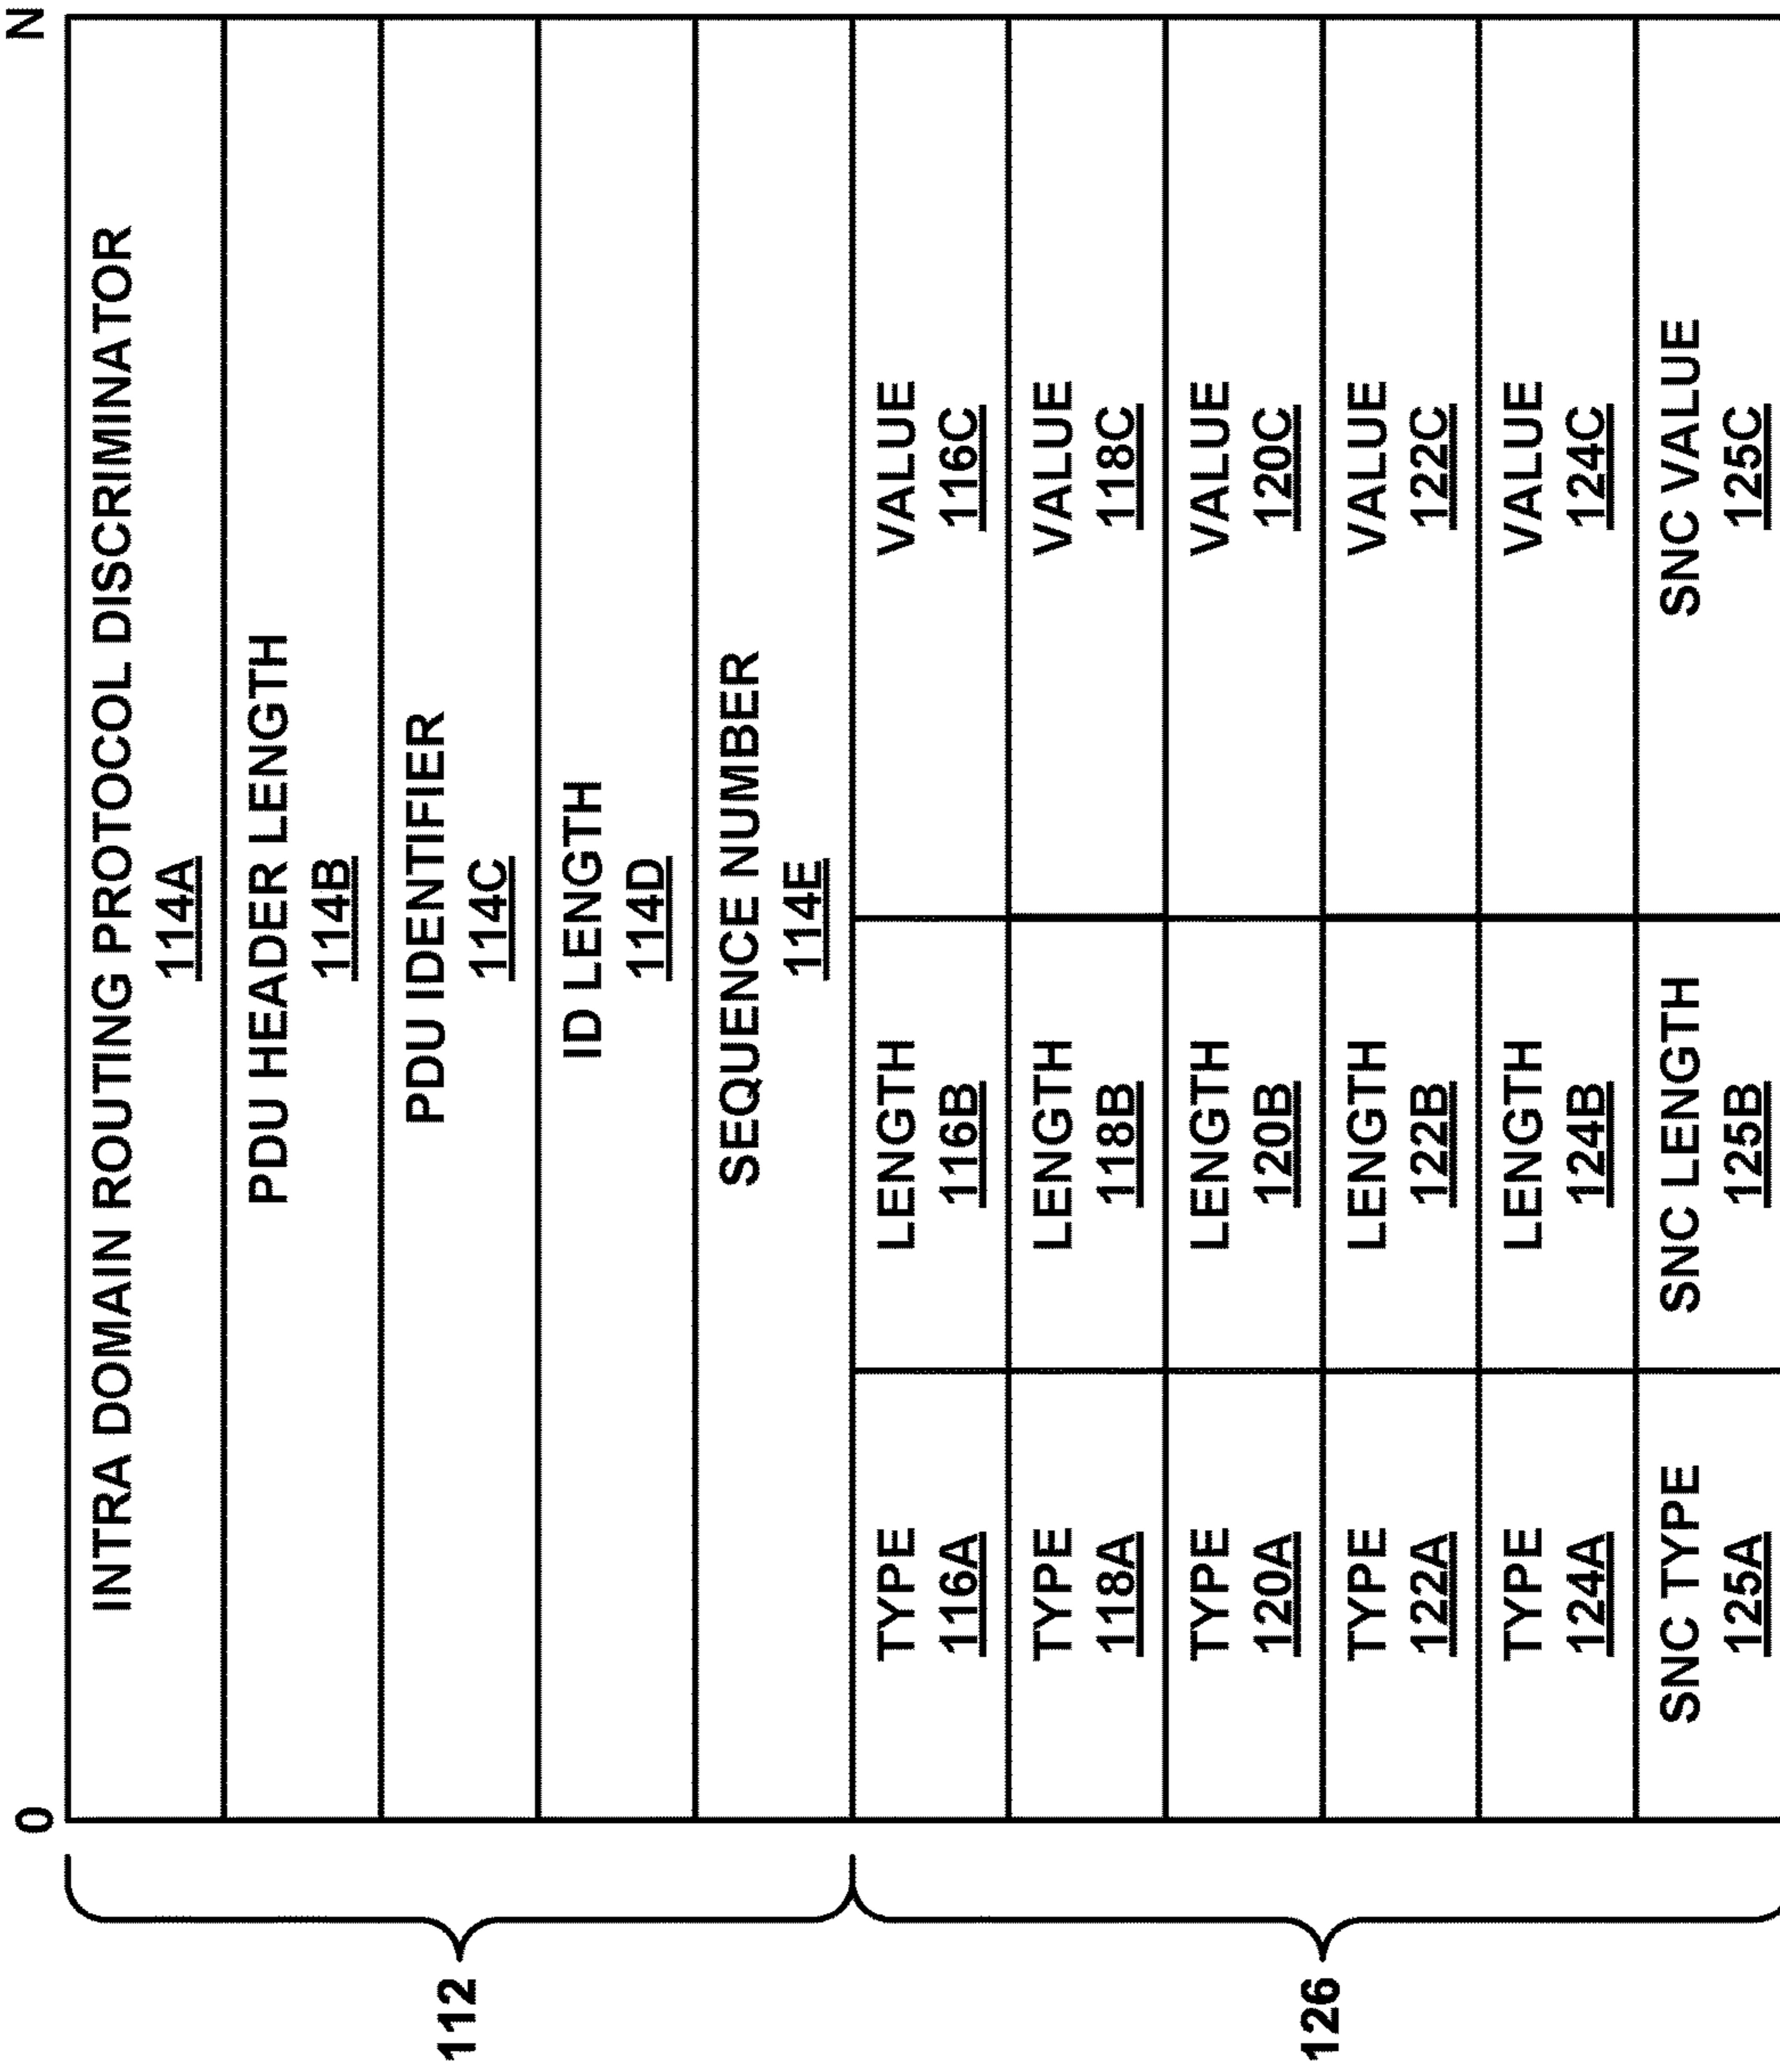 0
N
INTRA DOMAIN ROUTING PROTOCOL DISCRIMINATOR
114A
PDU HEADER LENGTH
114B
PDU IDENTIFIER
114C
ID LENGTH
114D
SEQUENCE NUMBER
114E
112
TYPE
116A
LENGTH
116B
VALUE
116C
TYPE
118A
LENGTH
118B
VALUE
118C
TYPE
120A
LENGTH
120B
VALUE
120C
TYPE
122A
LENGTH
122B
VALUE
122C
TYPE
124A
LENGTH
124B
VALUE
124C
SNC TYPE
125A
SNC LENGTH
125B
SNC VALUE
125C
126